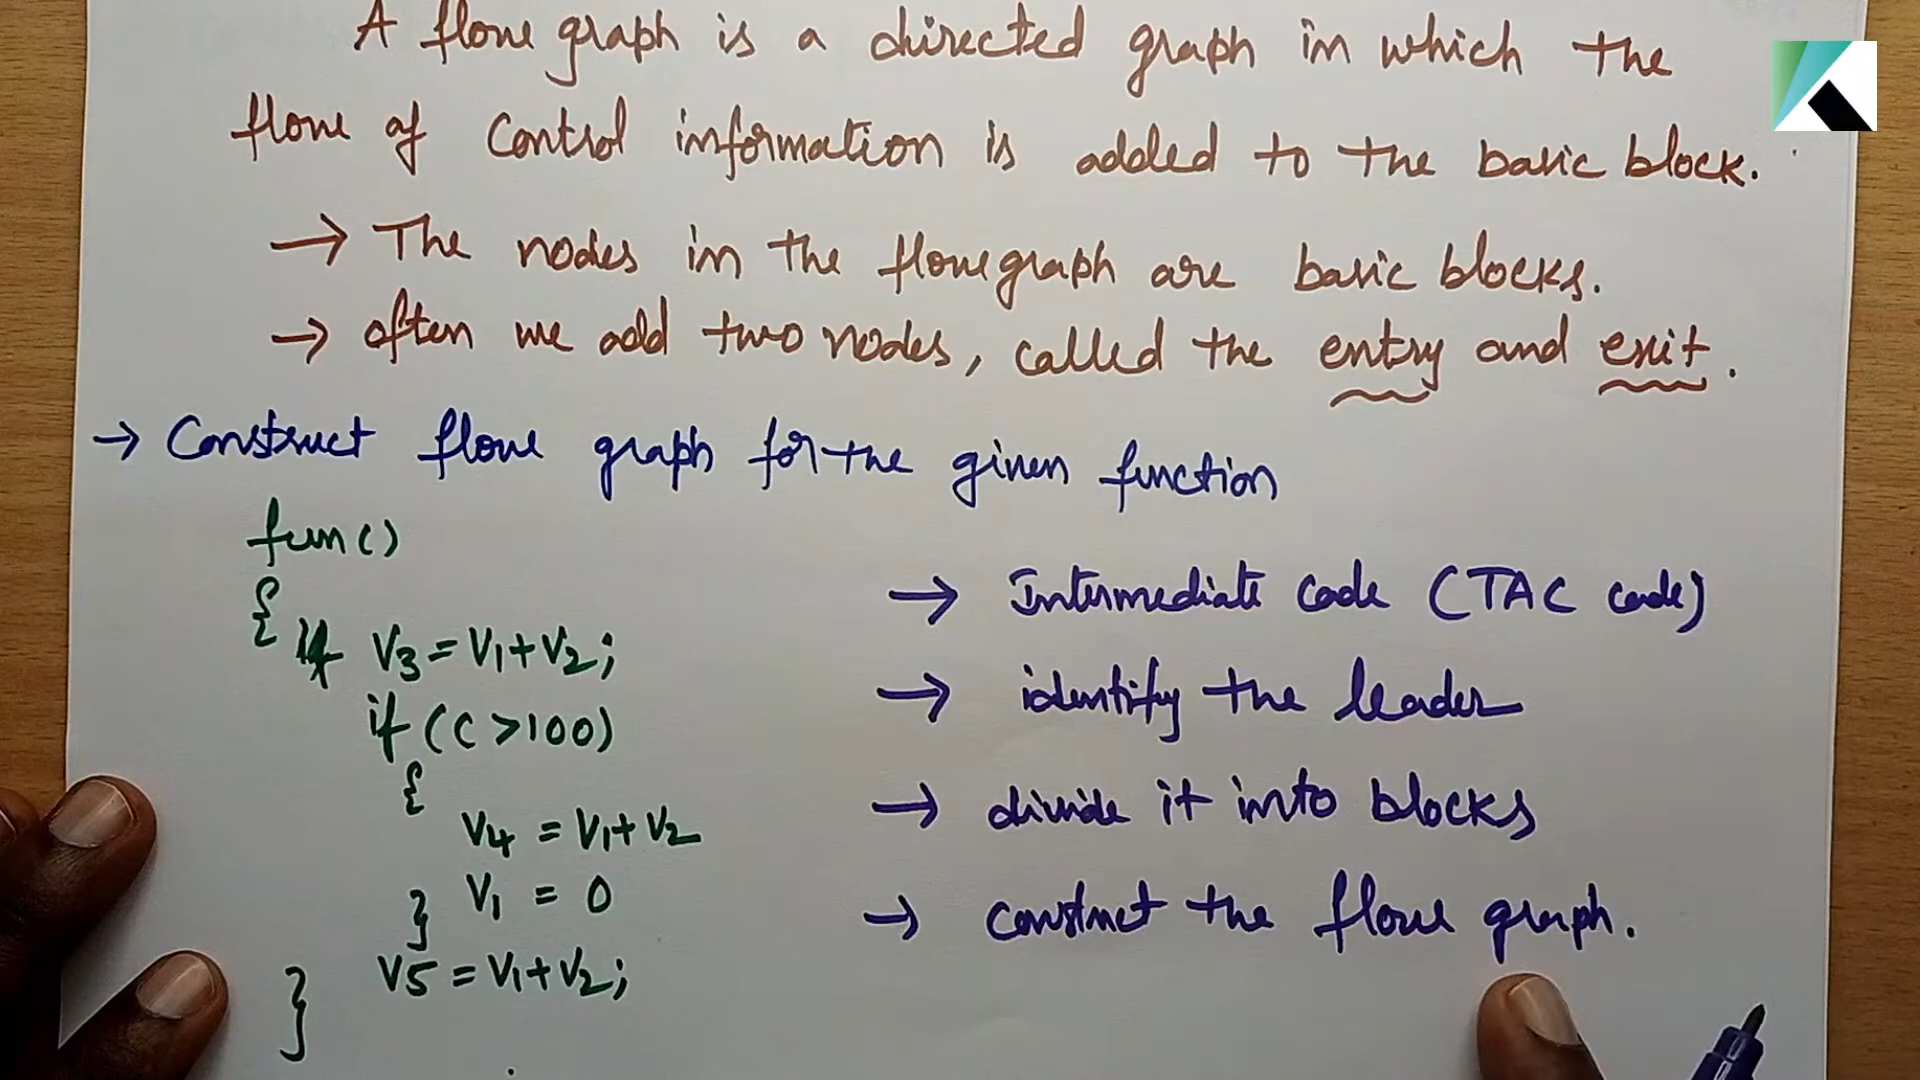 A flow graph is a directed graph in which the
flow of control information is added to the basic block.
→ The nodes in the flowgraph are basic blocks.
→ often we add two nodes, called the entry and exit.
→ Construct flow graph for the given function
func()
{
V3 = V1+V2;
if (C >100)
{
V4 = V1+V2
V1 = 0
}
V5 = V1+V2;
}
→ Intermediate code (TAC code)
→ identify the leader
→ divide it into blocks
→ construct the flow graph.